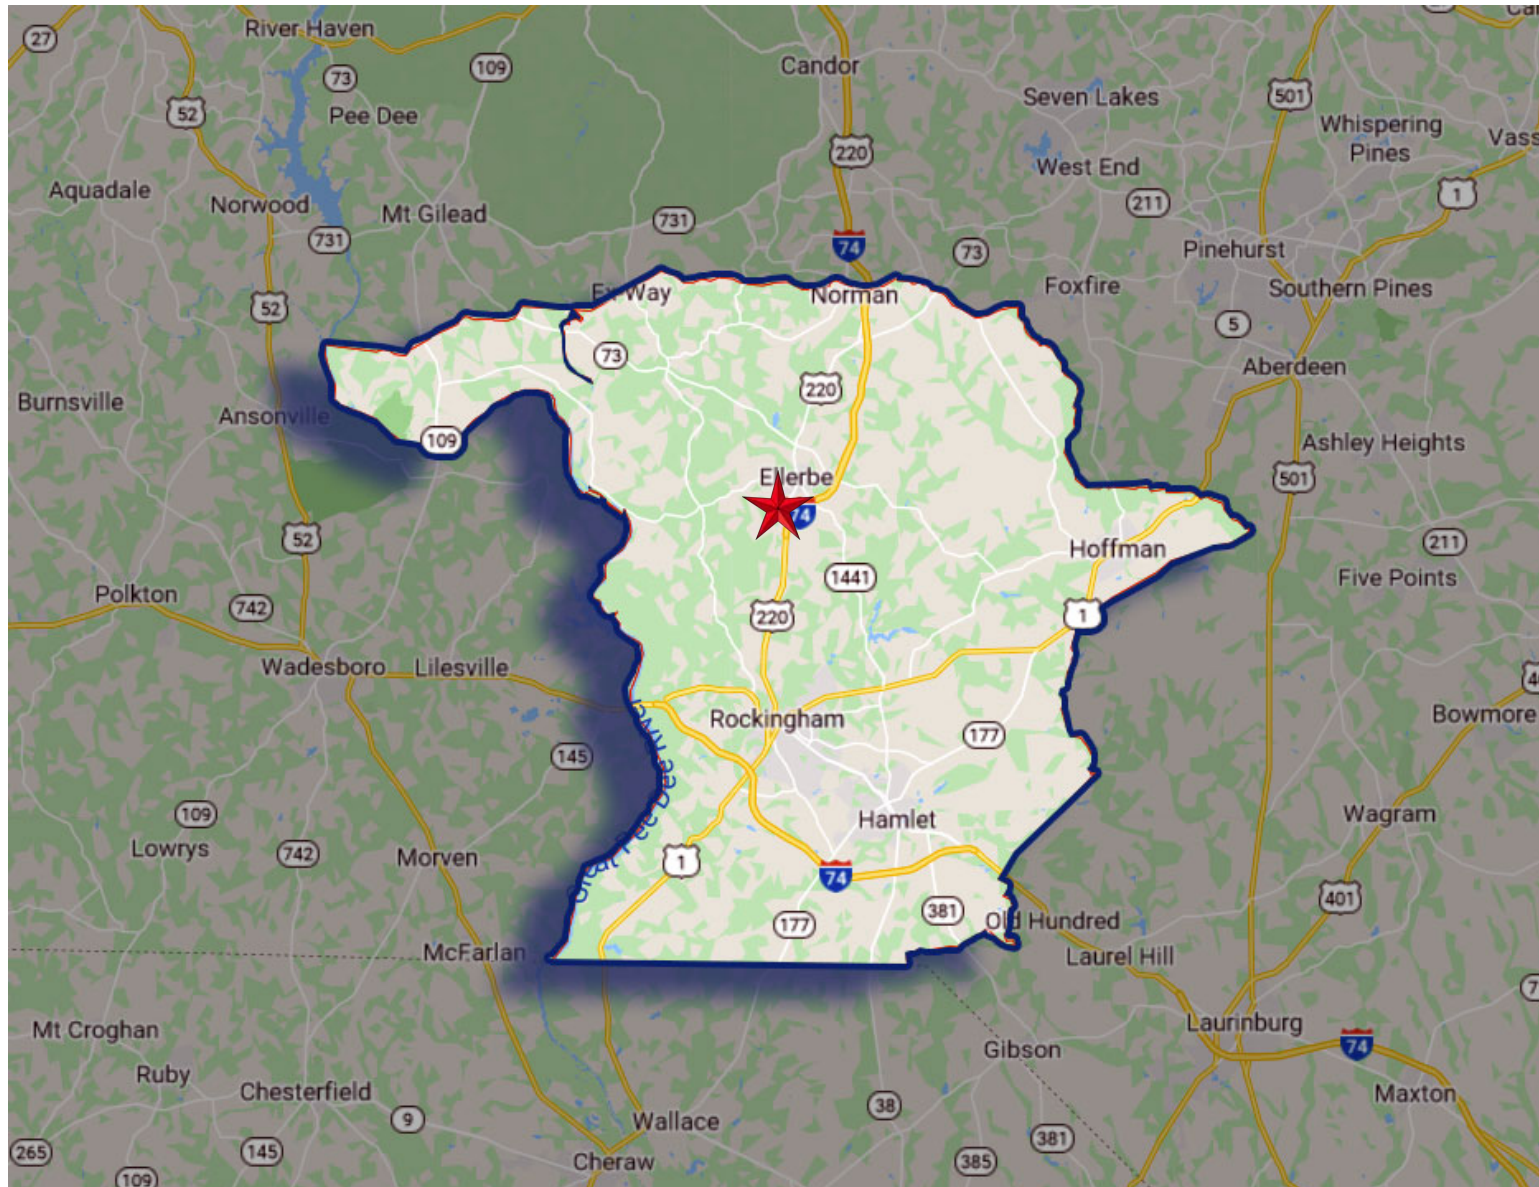 River Haven
27
73
109
Candor
Seven Lakes
501
52
Pee Dee
Whispering
Pines
Vass
220
West End
Aquadale
Norwood
Mt Gilead
211
1
731
731
74
73
Pinehurst
Foxfire
Southern Pines
Ex Way
Norman
52
5
73
Aberdeen
220
Burnsville
Ansonville
109
Ashley Heights
Ellerbe
501
74
52
211
Hoffman
1441
Five Points
Polkton
742
220
1
Wadesboro
Lilesville
Bowmore
Rockingham
177
145
Great Pee Dee River
109
Wagram
Hamlet
Lowrys
742
Morven
1
74
401
381
177
Old Hundred
McFarlan
Laurel Hill
Mt Croghan
Laurinburg
74
Gibson
Ruby
Chesterfield
Maxton
38
9
Wallace
381
265
145
Cheraw
385
109